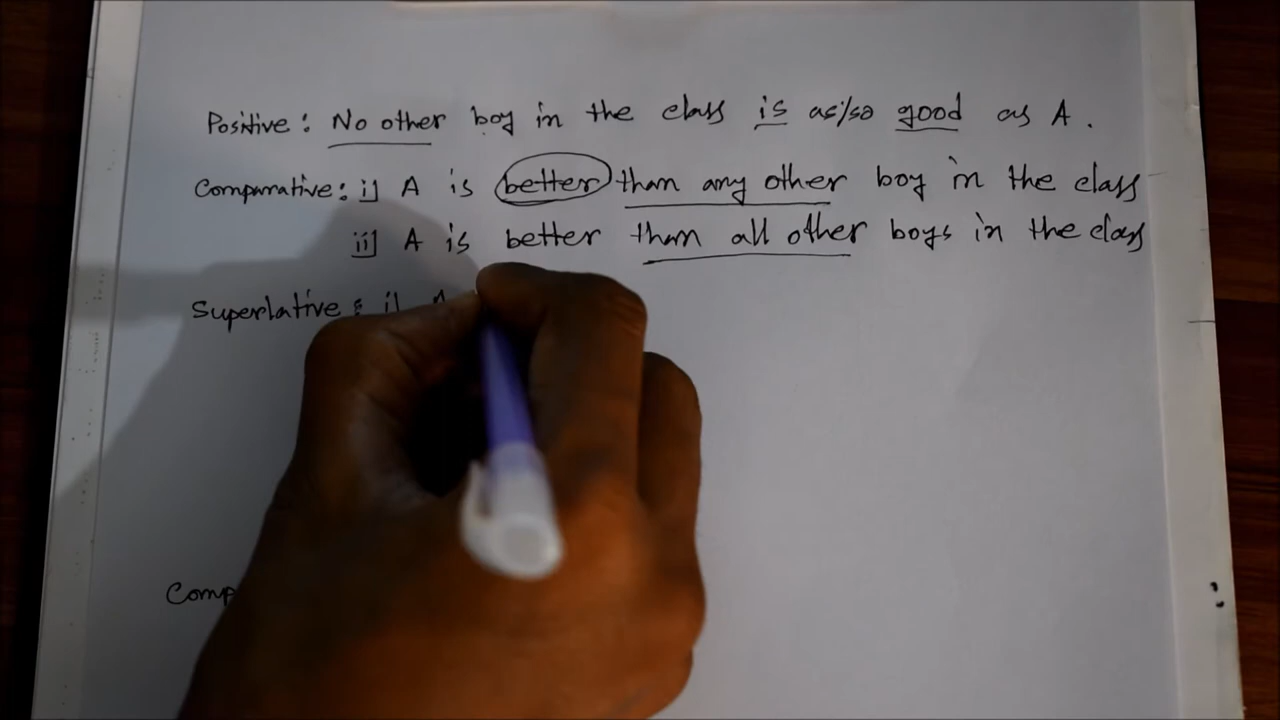 Positive: No other boy in the class is as/so good as A.
Comparative: i] A is better than any other boy in the class
ii] A is better than all other boys in the class
Superlative: i] A